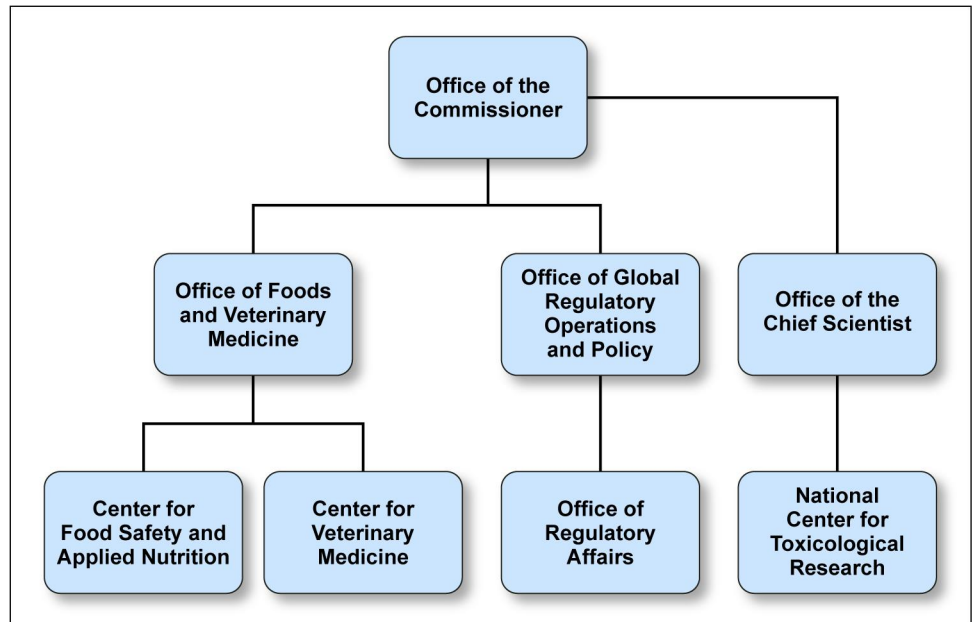 Office of the
Commissioner
Office of Foods
and Veterinary
Medicine
Office of Global
Regulatory
Operations
and Policy
Office of the
Chief Scientist
Center for
Food Safety and
Applied Nutrition
Center for
Veterinary
Medicine
Office of
Regulatory
Affairs
National
Center for
Toxicological
Research